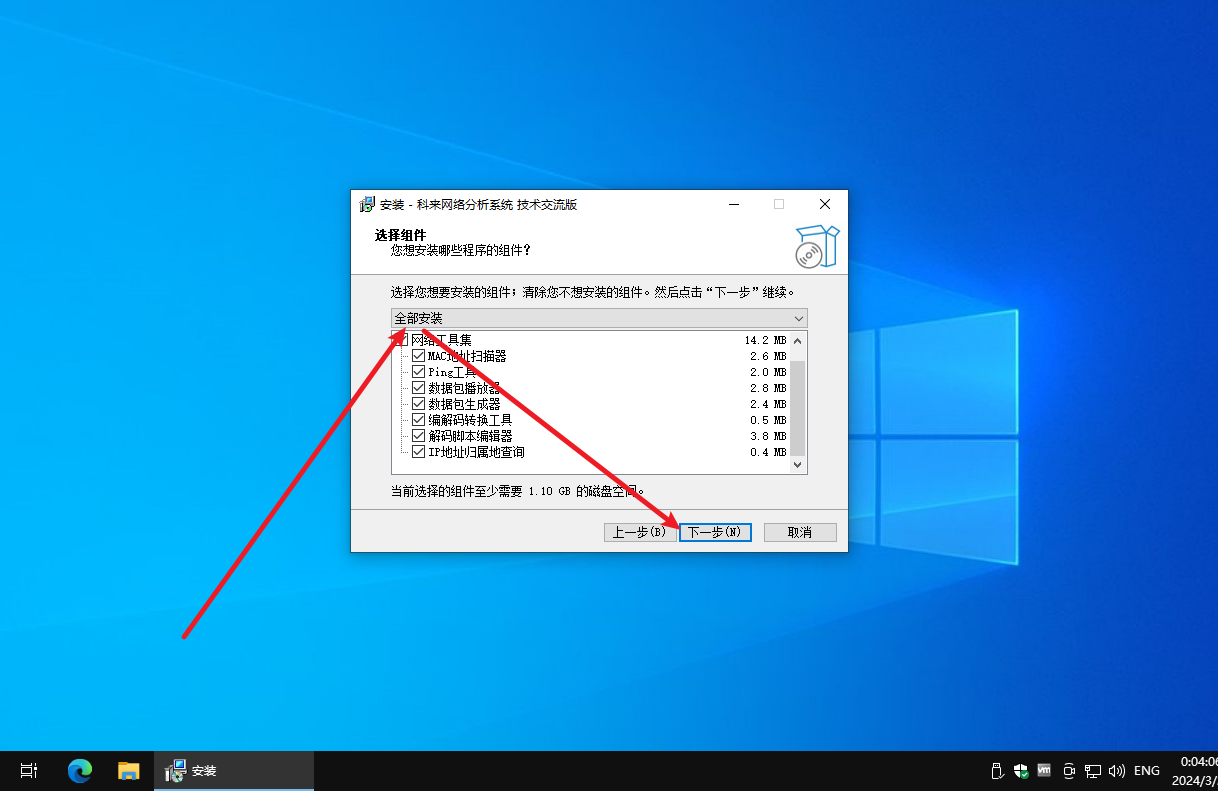 安装 - 科来网络分析系统 技术交流版
选择组件
您想安装哪些程序的组件?
选择您想要安装的组件;清除您不想安装的组件。然后点击“下一步”继续。
全部安装
网络工具集 14.2 MB
MAC地址扫描器 2.6 MB
Ping工具 2.0 MB
数据包播放器 2.8 MB
数据包生成器 2.4 MB
编解码转换工具 0.5 MB
解码脚本编辑器 3.8 MB
IP地址归属地查询 0.4 MB
当前选择的组件至少需要 1.10 GB 的磁盘空间。
上一步(B) 下一步(N) 取消
安装
vm
ENG
0:04:06
2024/3/